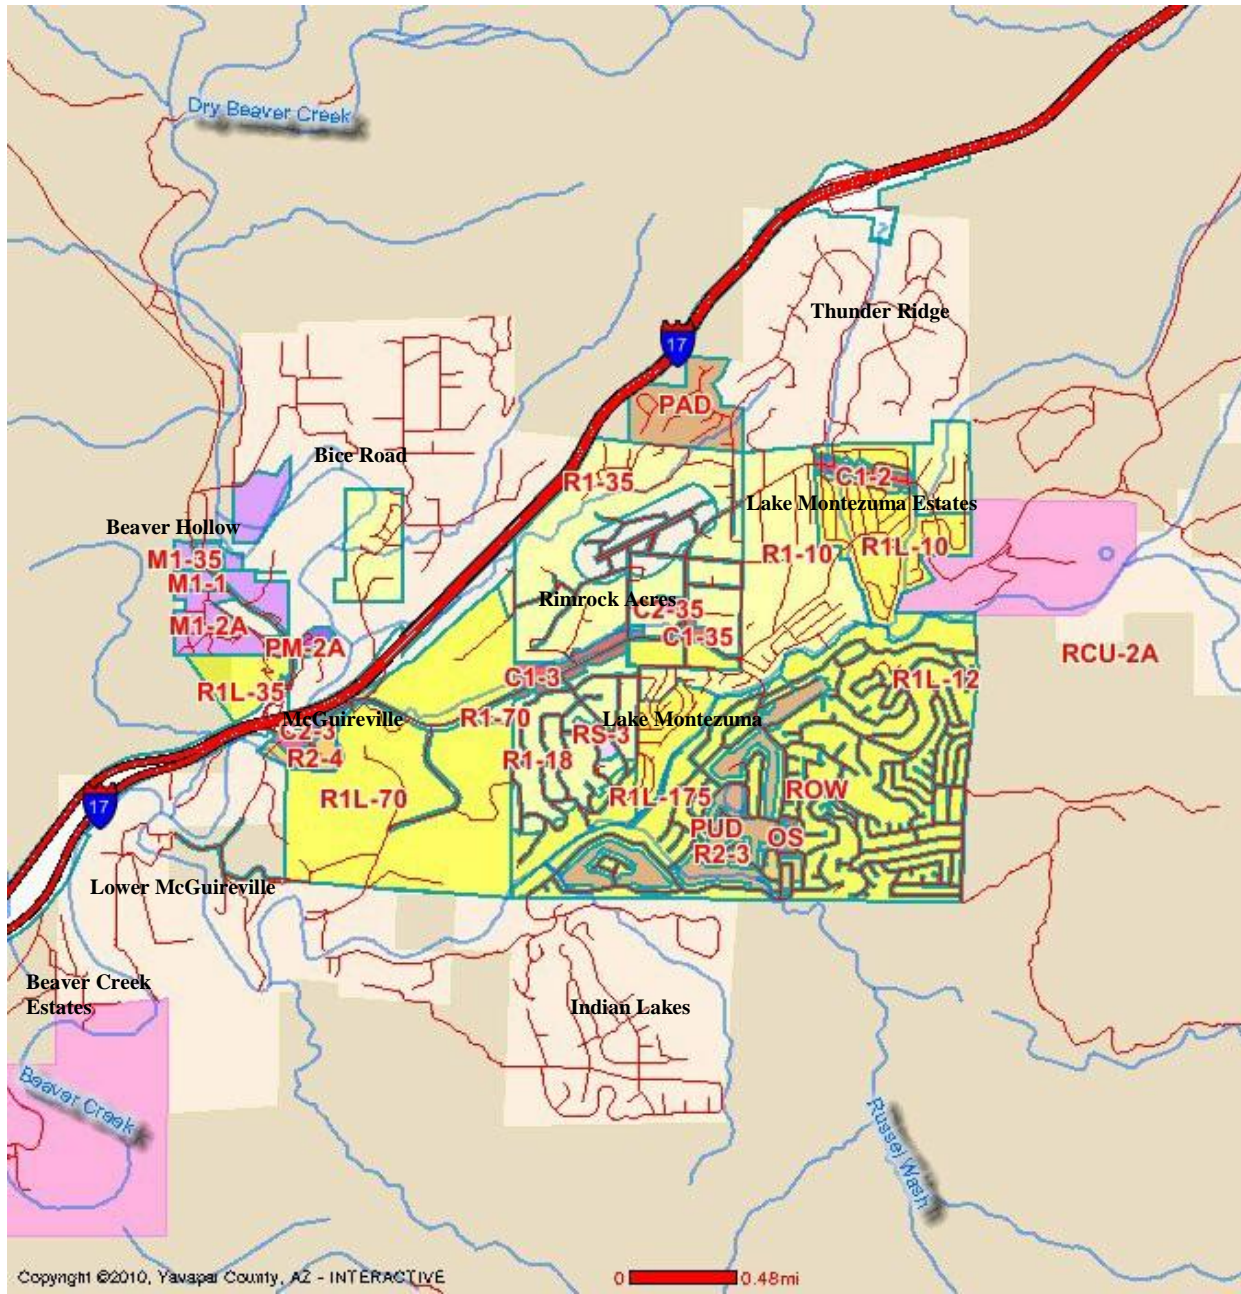 Dry Beaver Creek
Thunder Ridge
17
PAD
Bice Road
R1-35
C1-2
Lake Montezuma Estates
Beaver Hollow
M1-35
R1-10
R1L-10
M1-1
Rimrock Acres
C2-35
M1-2A
C1-35
PM-2A
RCU-2A
C1-3
R1L-12
R1L-35
McGuireville
R1-70
Lake Montezuma
C2-3
RS-3
R2-4
R1-18
R1L-70
R1L-175
ROW
17
PUD
OS
R2-3
Lower McGuireville
Beaver Creek
Estates
Indian Lakes
Beaver Creek
Russel Wash
Copyright ©2010, Yavapai County, AZ - INTERACTIVE
0 0.48mi